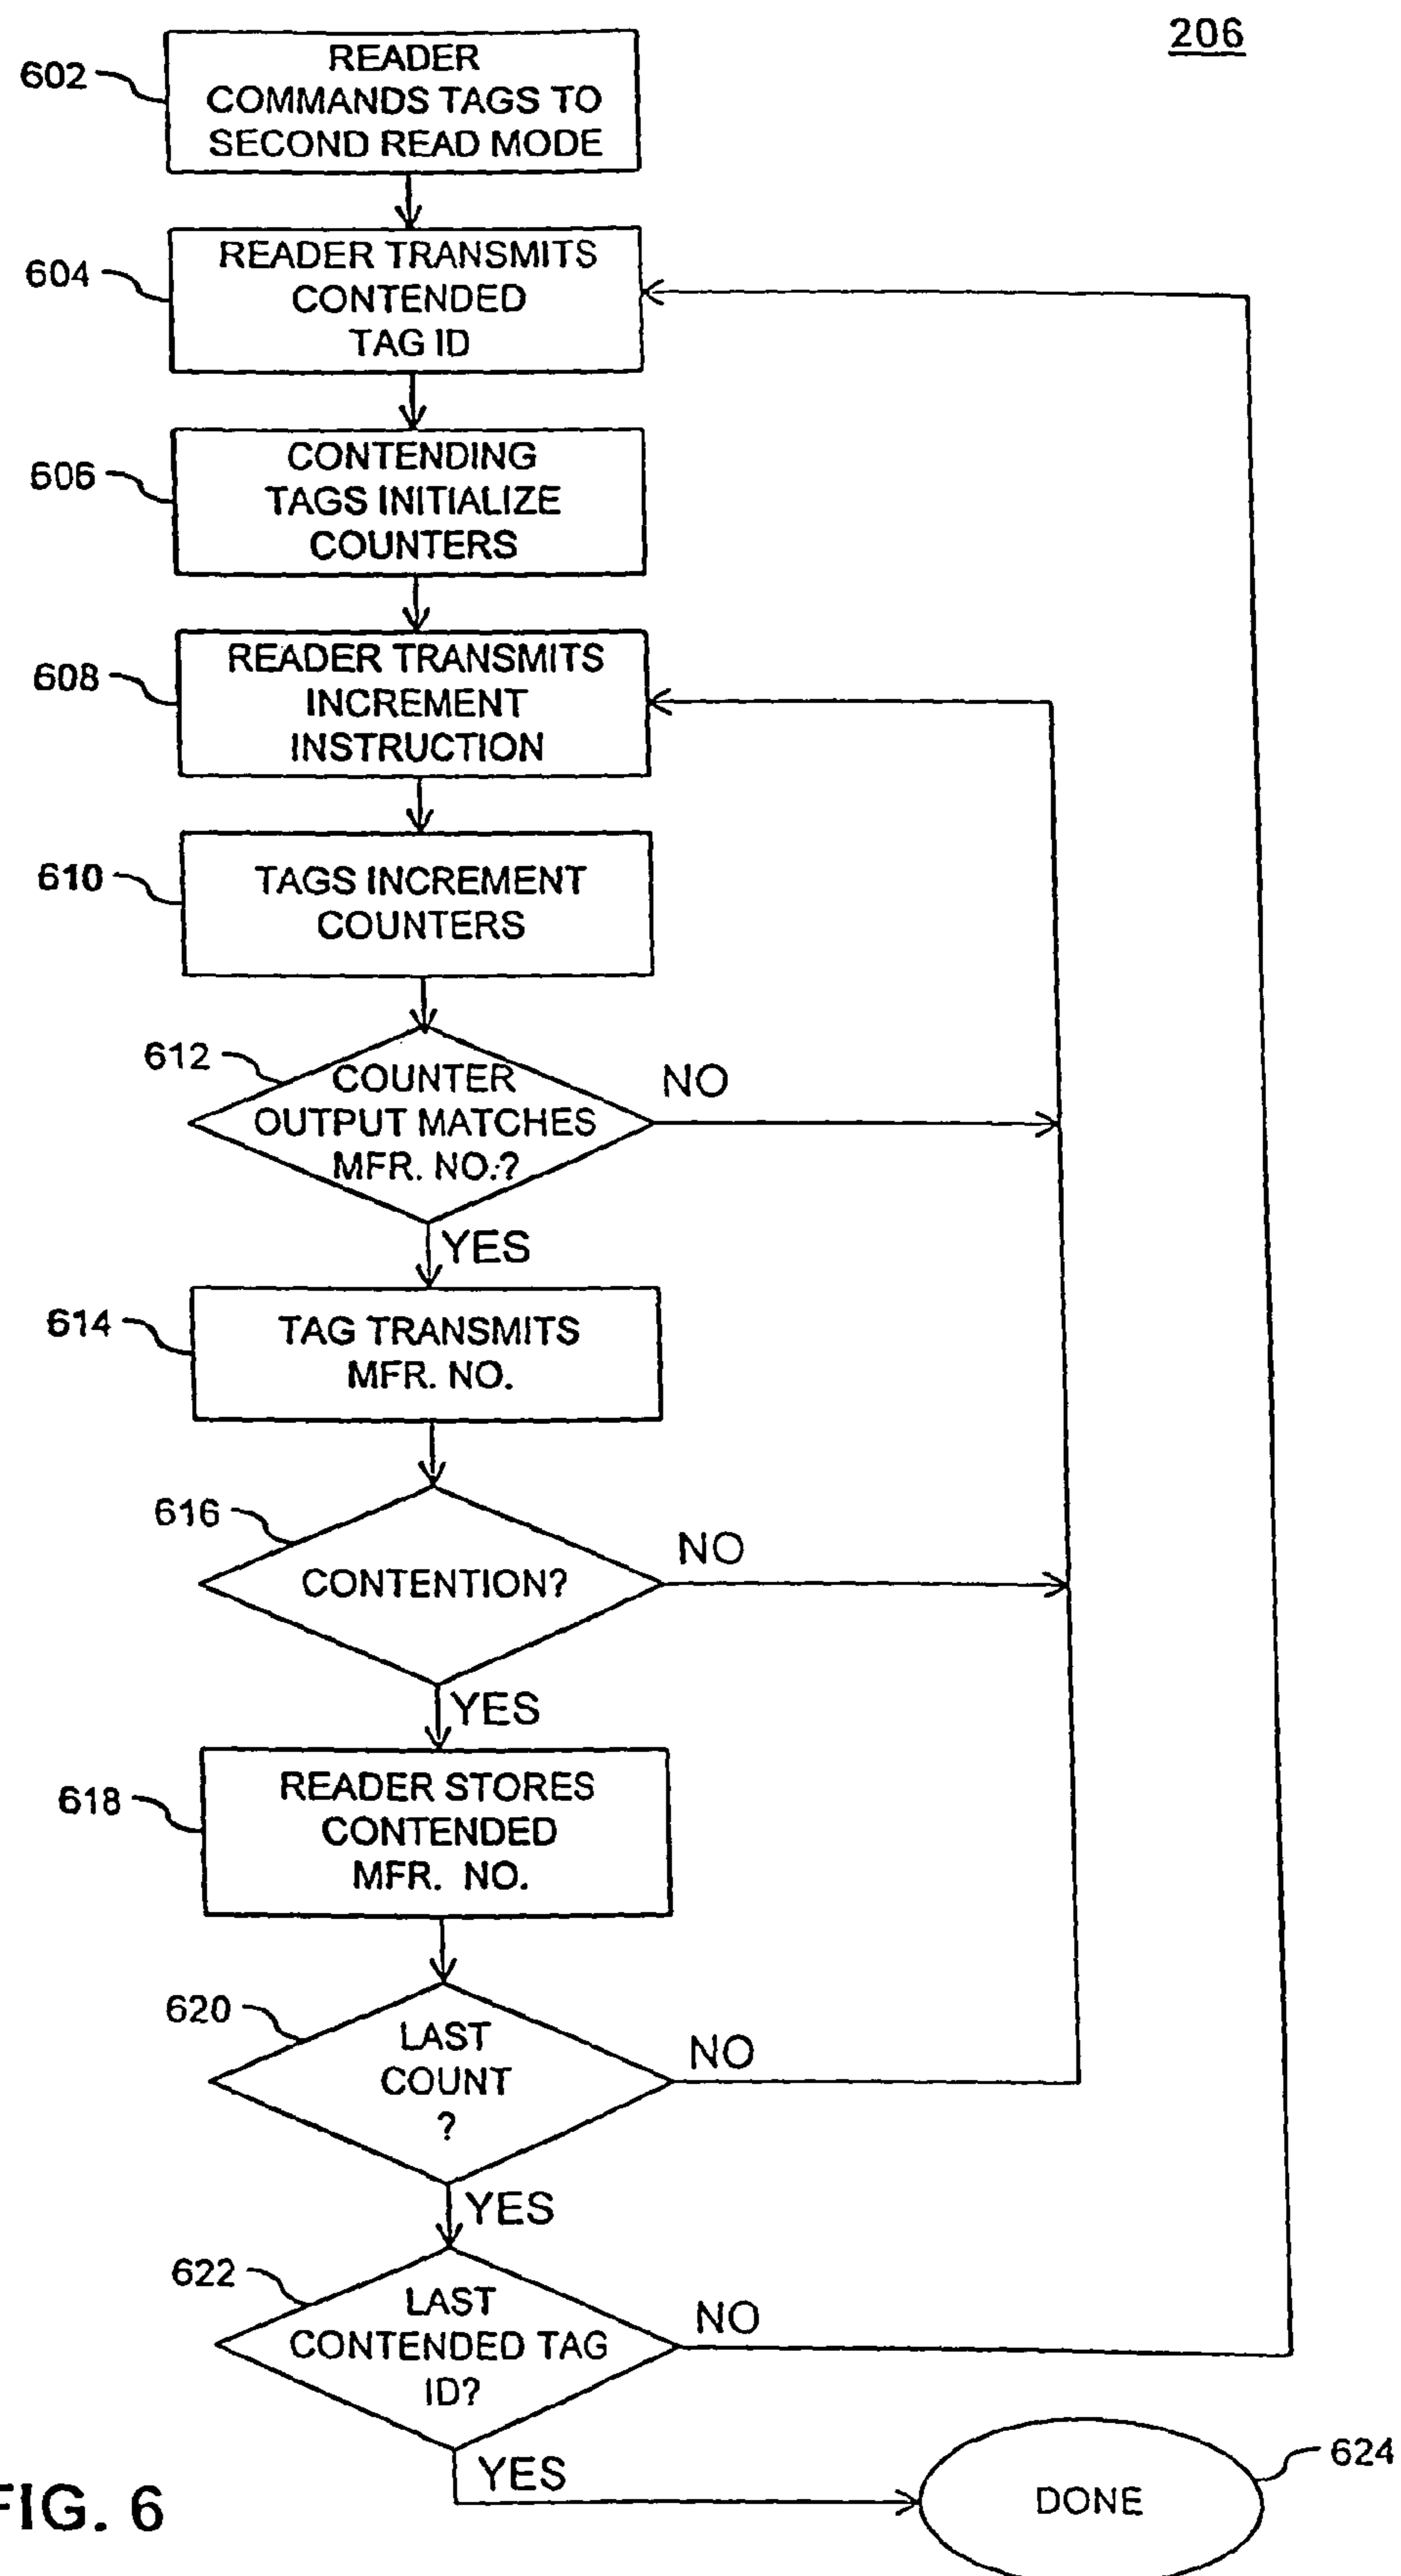 206
602
READER
COMMANDS TAGS TO
SECOND READ MODE
604
READER TRANSMITS
CONTENDED
TAG ID
606
CONTENDING
TAGS INITIALIZE
COUNTERS
608
READER TRANSMITS
INCREMENT
INSTRUCTION
610
TAGS INCREMENT
COUNTERS
612
COUNTER
OUTPUT MATCHES
MFR. NO.?
NO
YES
614
TAG TRANSMITS
MFR. NO.
616
CONTENTION?
NO
YES
618
READER STORES
CONTENDED
MFR. NO.
620
LAST
COUNT
?
NO
YES
622
LAST
CONTENDED TAG
ID?
NO
YES
624
DONE
FIG. 6